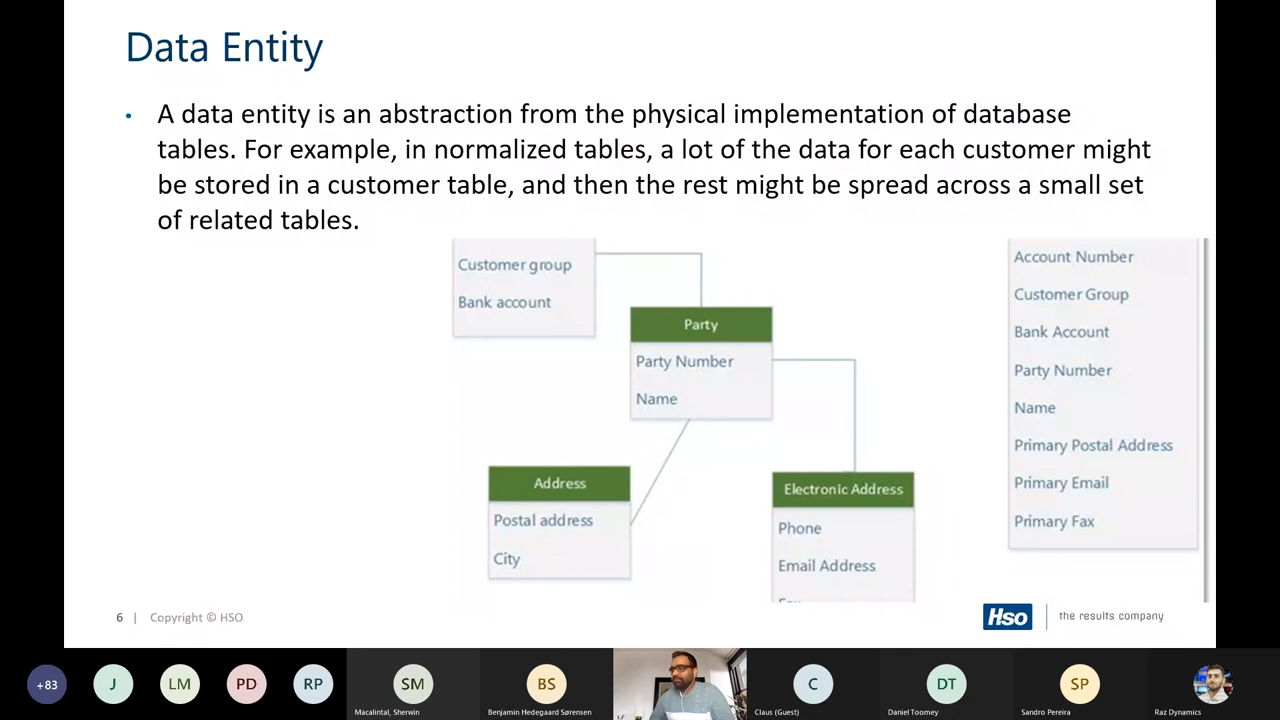 Data Entity
• A data entity is an abstraction from the physical implementation of database
tables. For example, in normalized tables, a lot of the data for each customer might
be stored in a customer table, and then the rest might be spread across a small set
of related tables.
Customer group
Bank account
Party
Party Number
Name
Address
Postal address
City
Electronic Address
Phone
Email Address
Account Number
Customer Group
Bank Account
Party Number
Name
Primary Postal Address
Primary Email
Primary Fax
6 | Copyright © HSO
Hso | the results company
+83
J
LM
PD
RP
SM
Macalintal, Sherwin
BS
Benjamin Hedegaard Sørensen
C
Claus (Guest)
DT
Daniel Toomey
SP
Sandro Pereira
Raz Dynamics